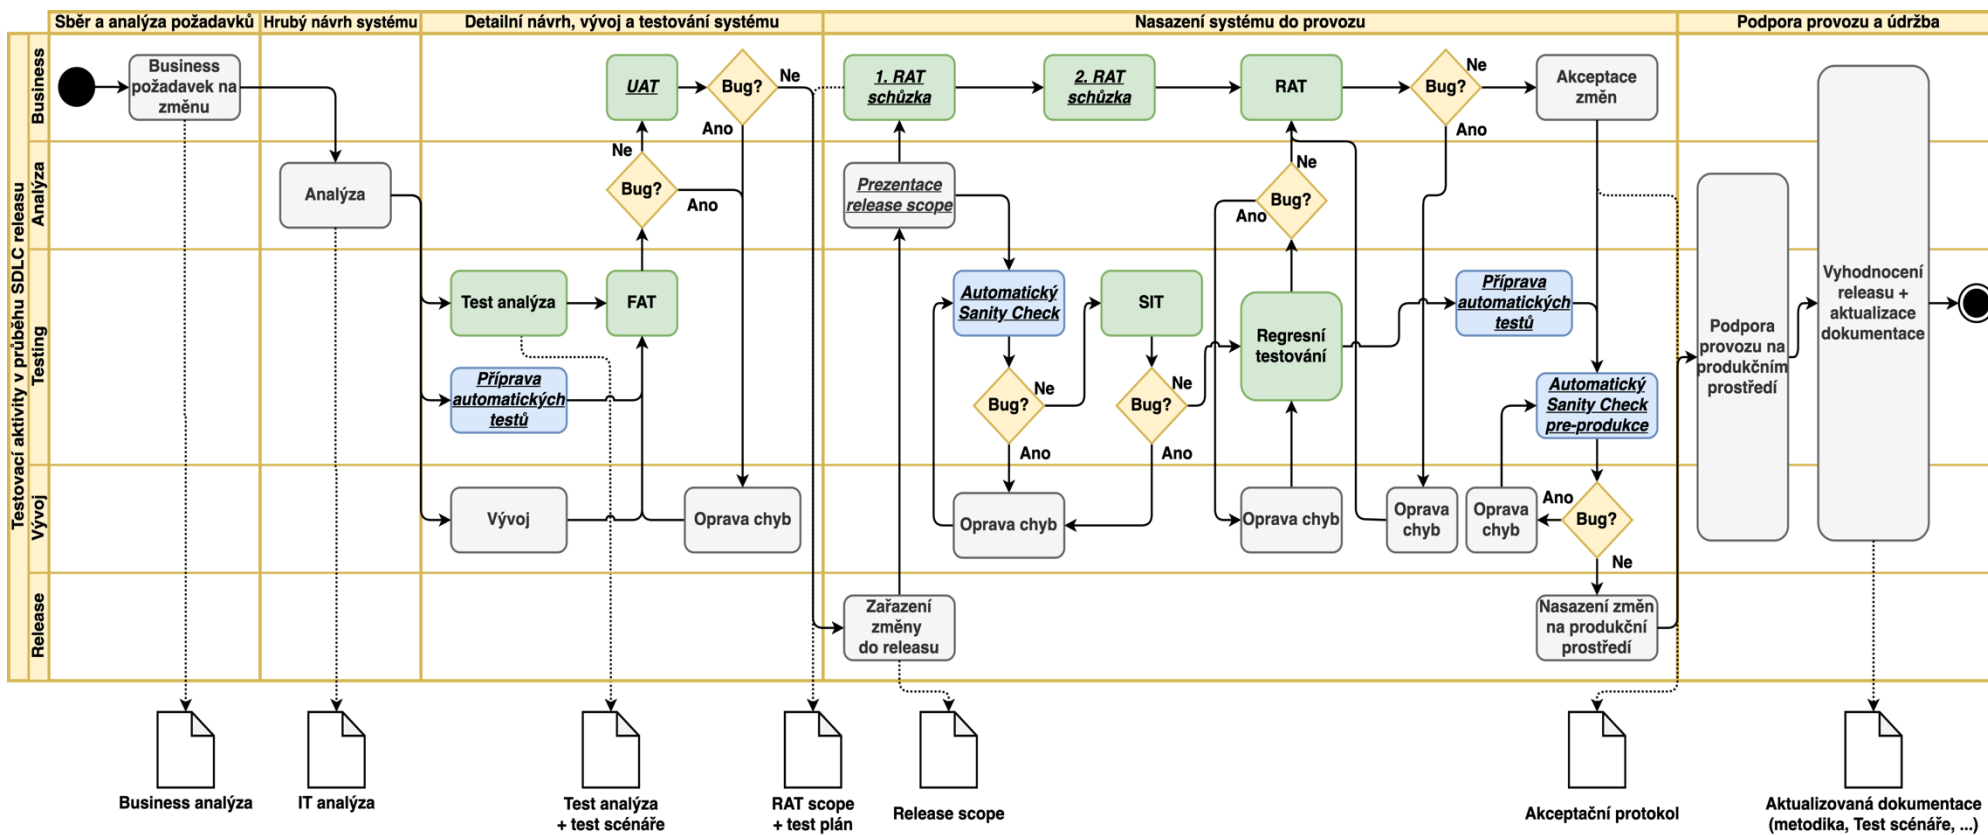 Sběr a analýza požadavků
Hrubý návrh systému
Detailní návrh, vývoj a testování systému
Nasazení systému do provozu
Podpora provozu a údržba
Testovací aktivity v průběhu SDLC releasu
Business
Business
požadavek na
změnu
UAT
Bug?
Ne
Ano
1. RAT
schůzka
2. RAT
schůzka
RAT
Bug?
Ne
Ano
Akceptace
změn
Analýza
Analýza
Ne
Bug?
Ano
Prezentace
release scope
Ne
Bug?
Ano
Testing
Test analýza
FAT
Příprava
automatických
testů
Automatický
Sanity Check
Bug?
Ne
Ano
SIT
Bug?
Ne
Ano
Regresní
testování
Příprava
automatických
testů
Automatický
Sanity Check
pre-produkce
Podpora
provozu na
produkčním
prostředí
Vyhodnocení
releasu +
aktualizace
dokumentace
Vývoj
Vývoj
Oprava chyb
Oprava chyb
Oprava chyb
Oprava
chyb
Oprava
chyb
Ano
Bug?
Ne
Release
Zařazení
změny
do releasu
Nasazení změn
na produkční
prostředí
Business analýza
IT analýza
Test analýza
+ test scénáře
RAT scope
+ test plán
Release scope
Akceptační protokol
Aktualizovaná dokumentace
(metodika, Test scénáře, ...)